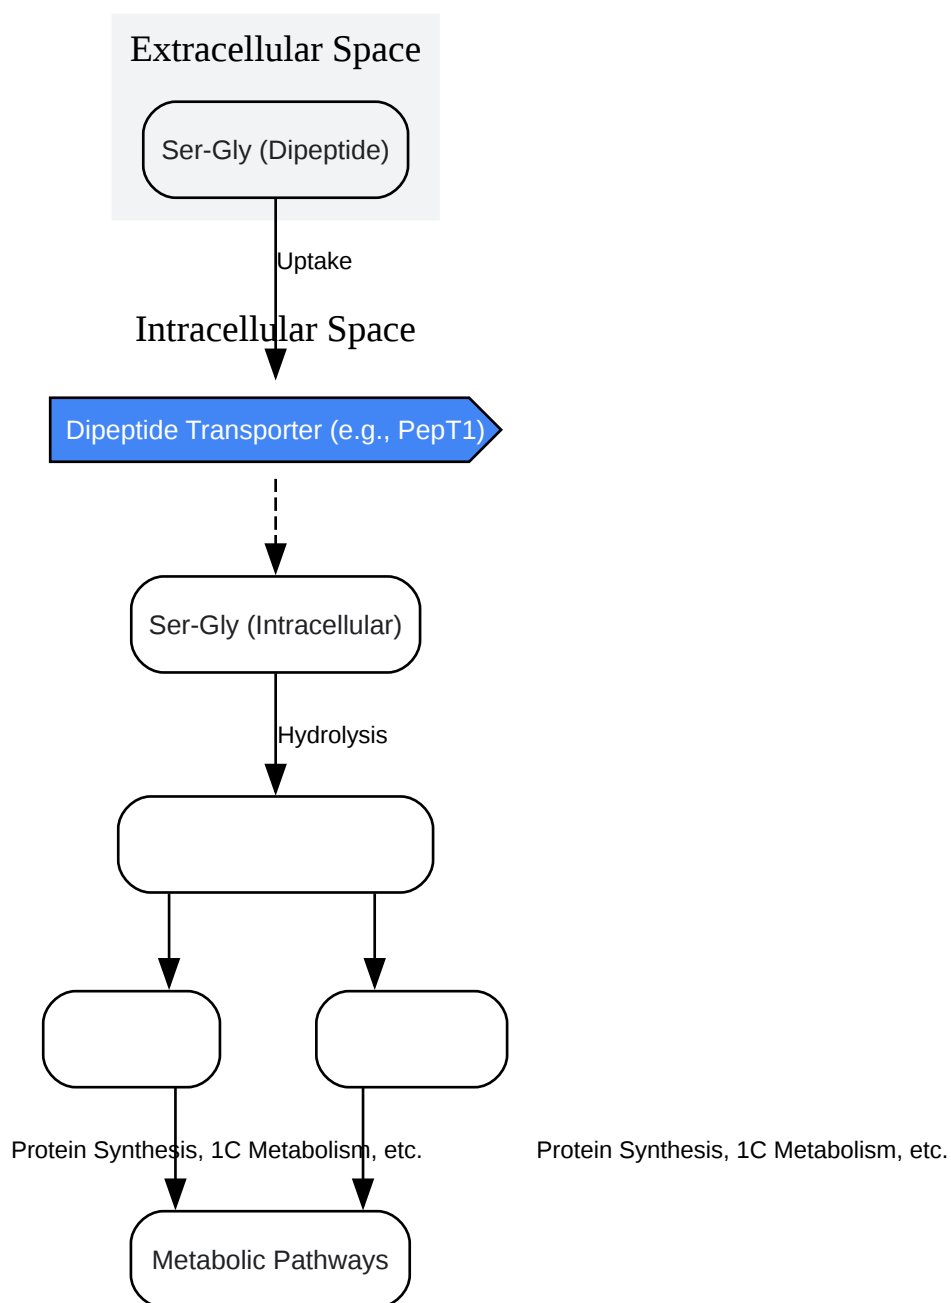 Extracellular Space
Ser-Gly (Dipeptide)
Uptake
Intracellular Space
Dipeptide Transporter (e.g., PepT1)
Ser-Gly (Intracellular)
Hydrolysis
Protein Synthesis, 1C Metabolism, etc.
Protein Synthesis, 1C Metabolism, etc.
Metabolic Pathways